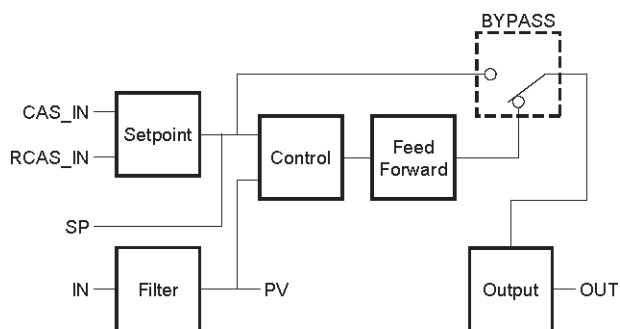 BYPASS
CAS_IN
Setpoint
RCAS_IN
Control
Feed
Forward
SP
IN
Filter
PV
Output
OUT